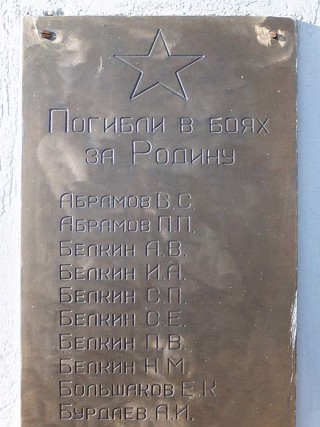 Погибли в боях
за Родину
Абрамов В.С.
Абрамов П.П.
Белкин А.В.
Белкин И.А.
Белкин С.П.
Белкин С.Е.
Белкин П.В.
Белкин Н.М.
Большаков Е.К
Бурдаев А.И.